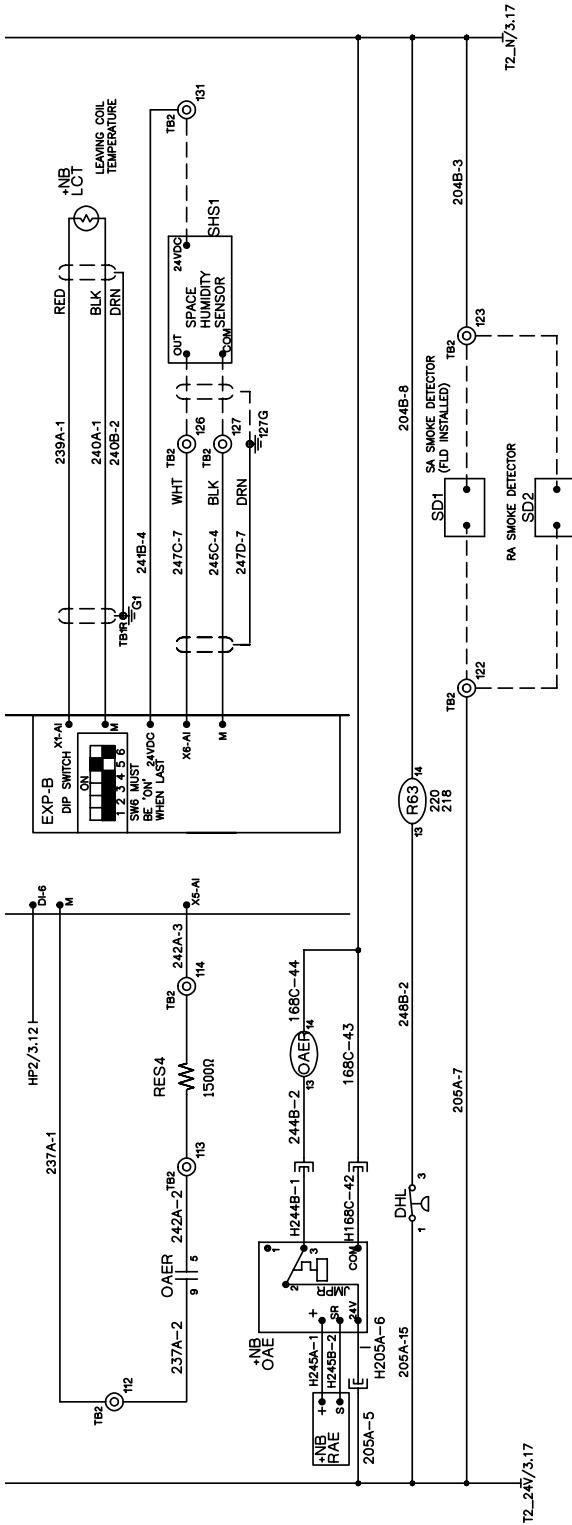 T2_N/3.17
131
TB2
+NB
LCT
LEAVING COIL
TEMPERATURE
RED
BLK
DRN
239A-1
240A-1
240B-2
TB1R
G1
241B-4
SHS1
24VDC
SPACE
HUMIDITY
SENSOR
OUT
COM
TB2
126
TB2
127
127G
WHT
BLK
DRN
247C-7
245C-4
247D-7
204B-8
204B-3
TB2
123
SA SMOKE DETECTOR
(FLD INSTALLED)
SD1
RA SMOKE DETECTOR
SD2
TB2
122
EXP-B
DIP SWITCH
ON
1 2 3 4 5 6
SW6 MUST
BE 'ON'
WHEN LAST
X1-AI
M
24VDC
X6-AI
M
13
R63
14
220
218
DI-6
M
X5-AI
HP2/3.12
237A-1
242A-3
TB2
114
RES4
1500Ω
TB2
113
242A-2
OAER
9
5
237A-2
TB2
112
168C-44
OAER
13
14
244B-2
168C-43
H244B-1
H168C-42
1
2
3
COM
JMPR
+
SR
24V
+NB
OAE
H245A-1
H245B-2
H205A-6
+
S
+NB
RAE
205A-5
248B-2
205A-7
DHL
1
3
205A-15
T2_24V/3.17